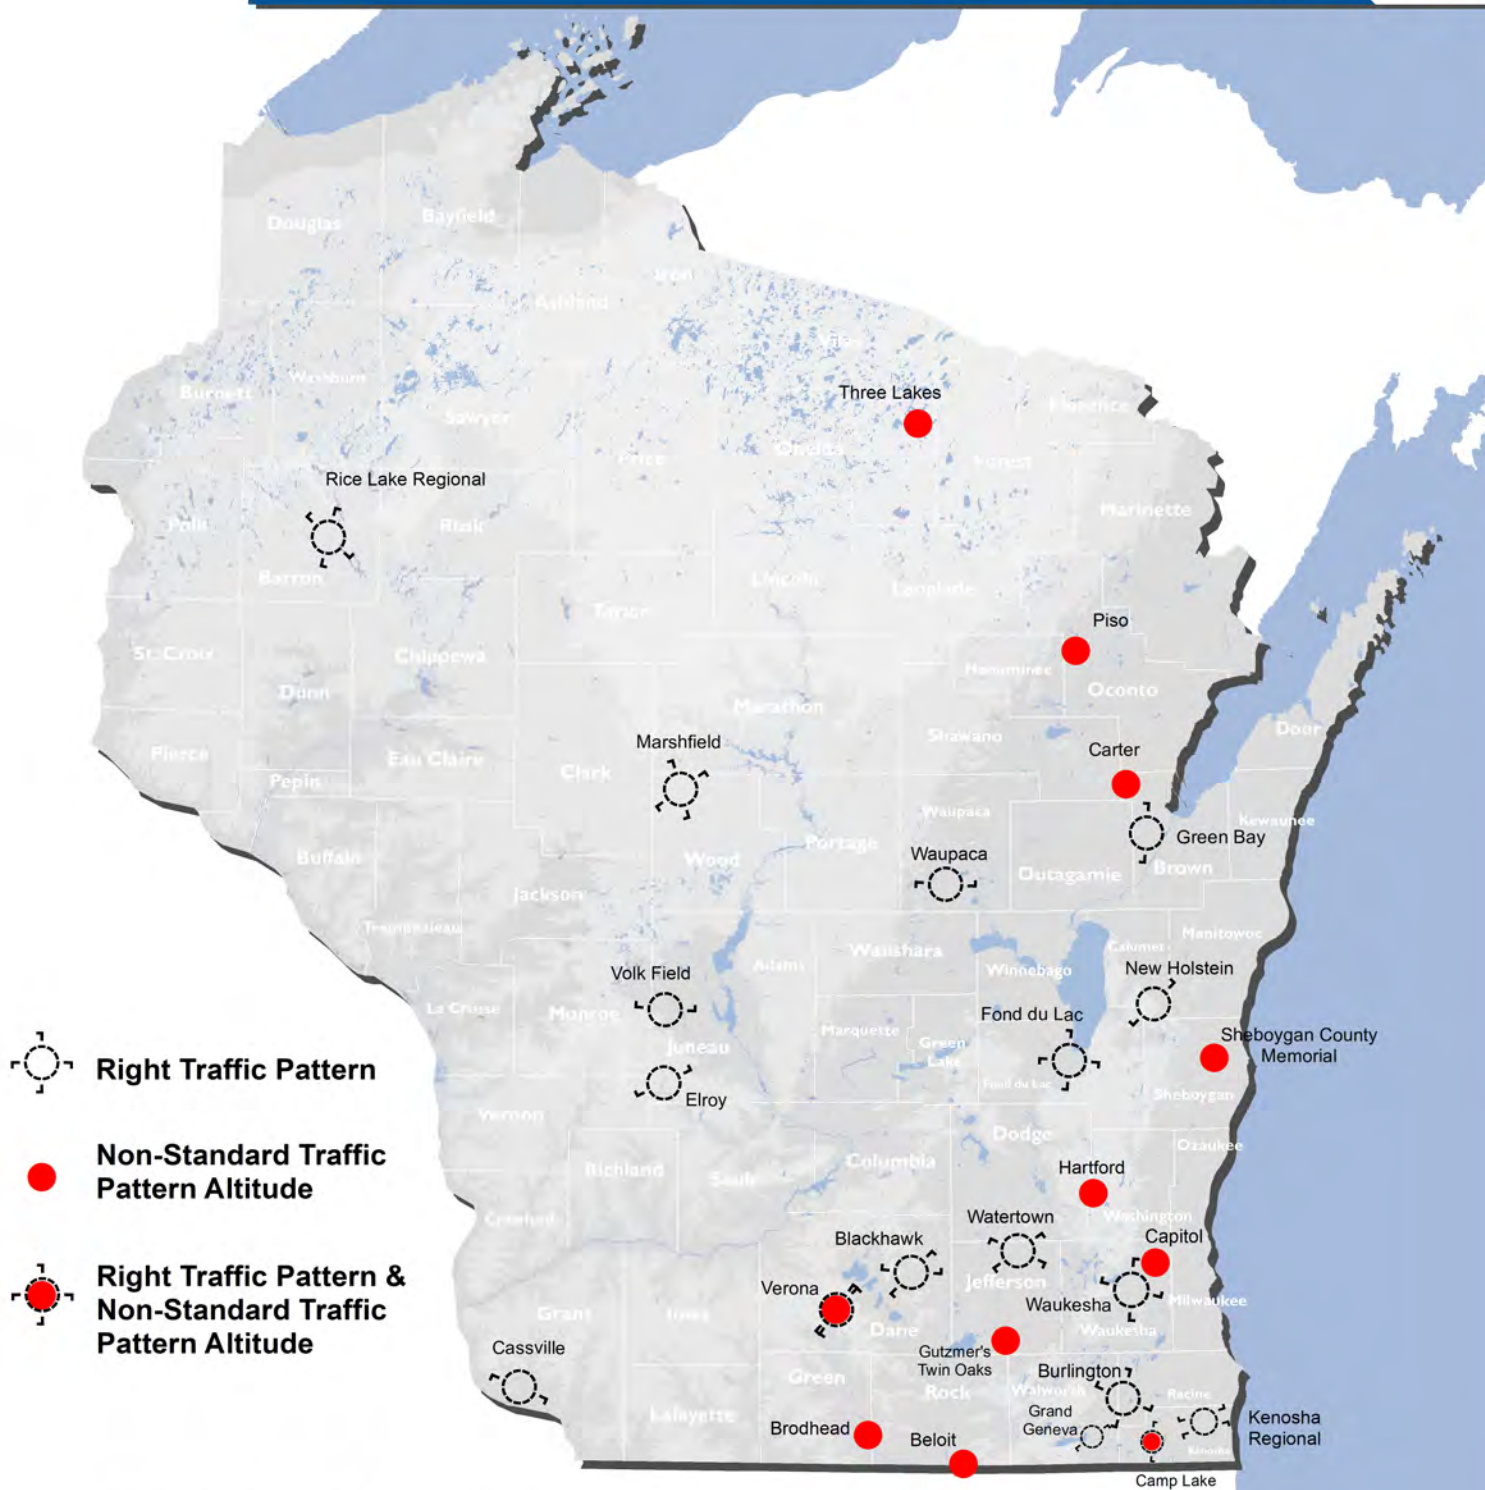 Douglas
Bayfield
Iron
Ashland
Vilas
Burnett
Washburn
Sawyer
Three Lakes
Florence
Price
Oneida
Forest
Rice Lake Regional
Polk
Rusk
Marinette
Barron
Lincoln
Langlade
Taylor
Piso
St. Croix
Chippewa
Menominee
Dunn
Oconto
Marathon
Pierce
Eau Claire
Marshfield
Shawano
Door
Carter
Pepin
Clark
Waupaca
Kewaunee
Green Bay
Buffalo
Wood
Portage
Waupaca
Outagamie
Brown
Jackson
Trempealeau
Manitowoc
Calumet
Waushara
Adams
Winnebago
New Holstein
Volk Field
La Crosse
Monroe
Fond du Lac
Marquette
Green
Lake
Juneau
Sheboygan County
Memorial
Fond du Lac
Sheboygan
Elroy
Right Traffic Pattern
Vernon
Dodge
Ozaukee
Non-Standard Traffic
Pattern Altitude
Richland
Sauk
Columbia
Hartford
Crawford
Washington
Watertown
Blackhawk
Capitol
Right Traffic Pattern &
Non-Standard Traffic
Pattern Altitude
Verona
Jefferson
Waukesha
Milwaukee
Grant
Iowa
Dane
Waukesha
Cassville
Gutzmer's
Twin Oaks
Green
Rock
Walworth
Burlington
Racine
Lafayette
Grand
Geneva
Kenosha
Regional
Brodhead
Beloit
Kenosha
Camp Lake